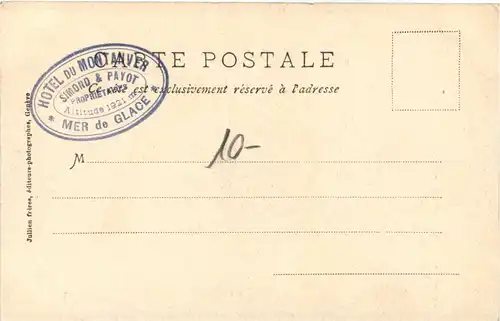 CARTE POSTALE
Ce côté est exclusivement réservé à l'adresse
HOTEL DU MONTANVER
SIMOND & PAYOT
PROPRIÉTAIRES
Altitude 1921 m.
* MER de GLACE *
M
10-
Jullien frères, éditeurs-photographes, Genève